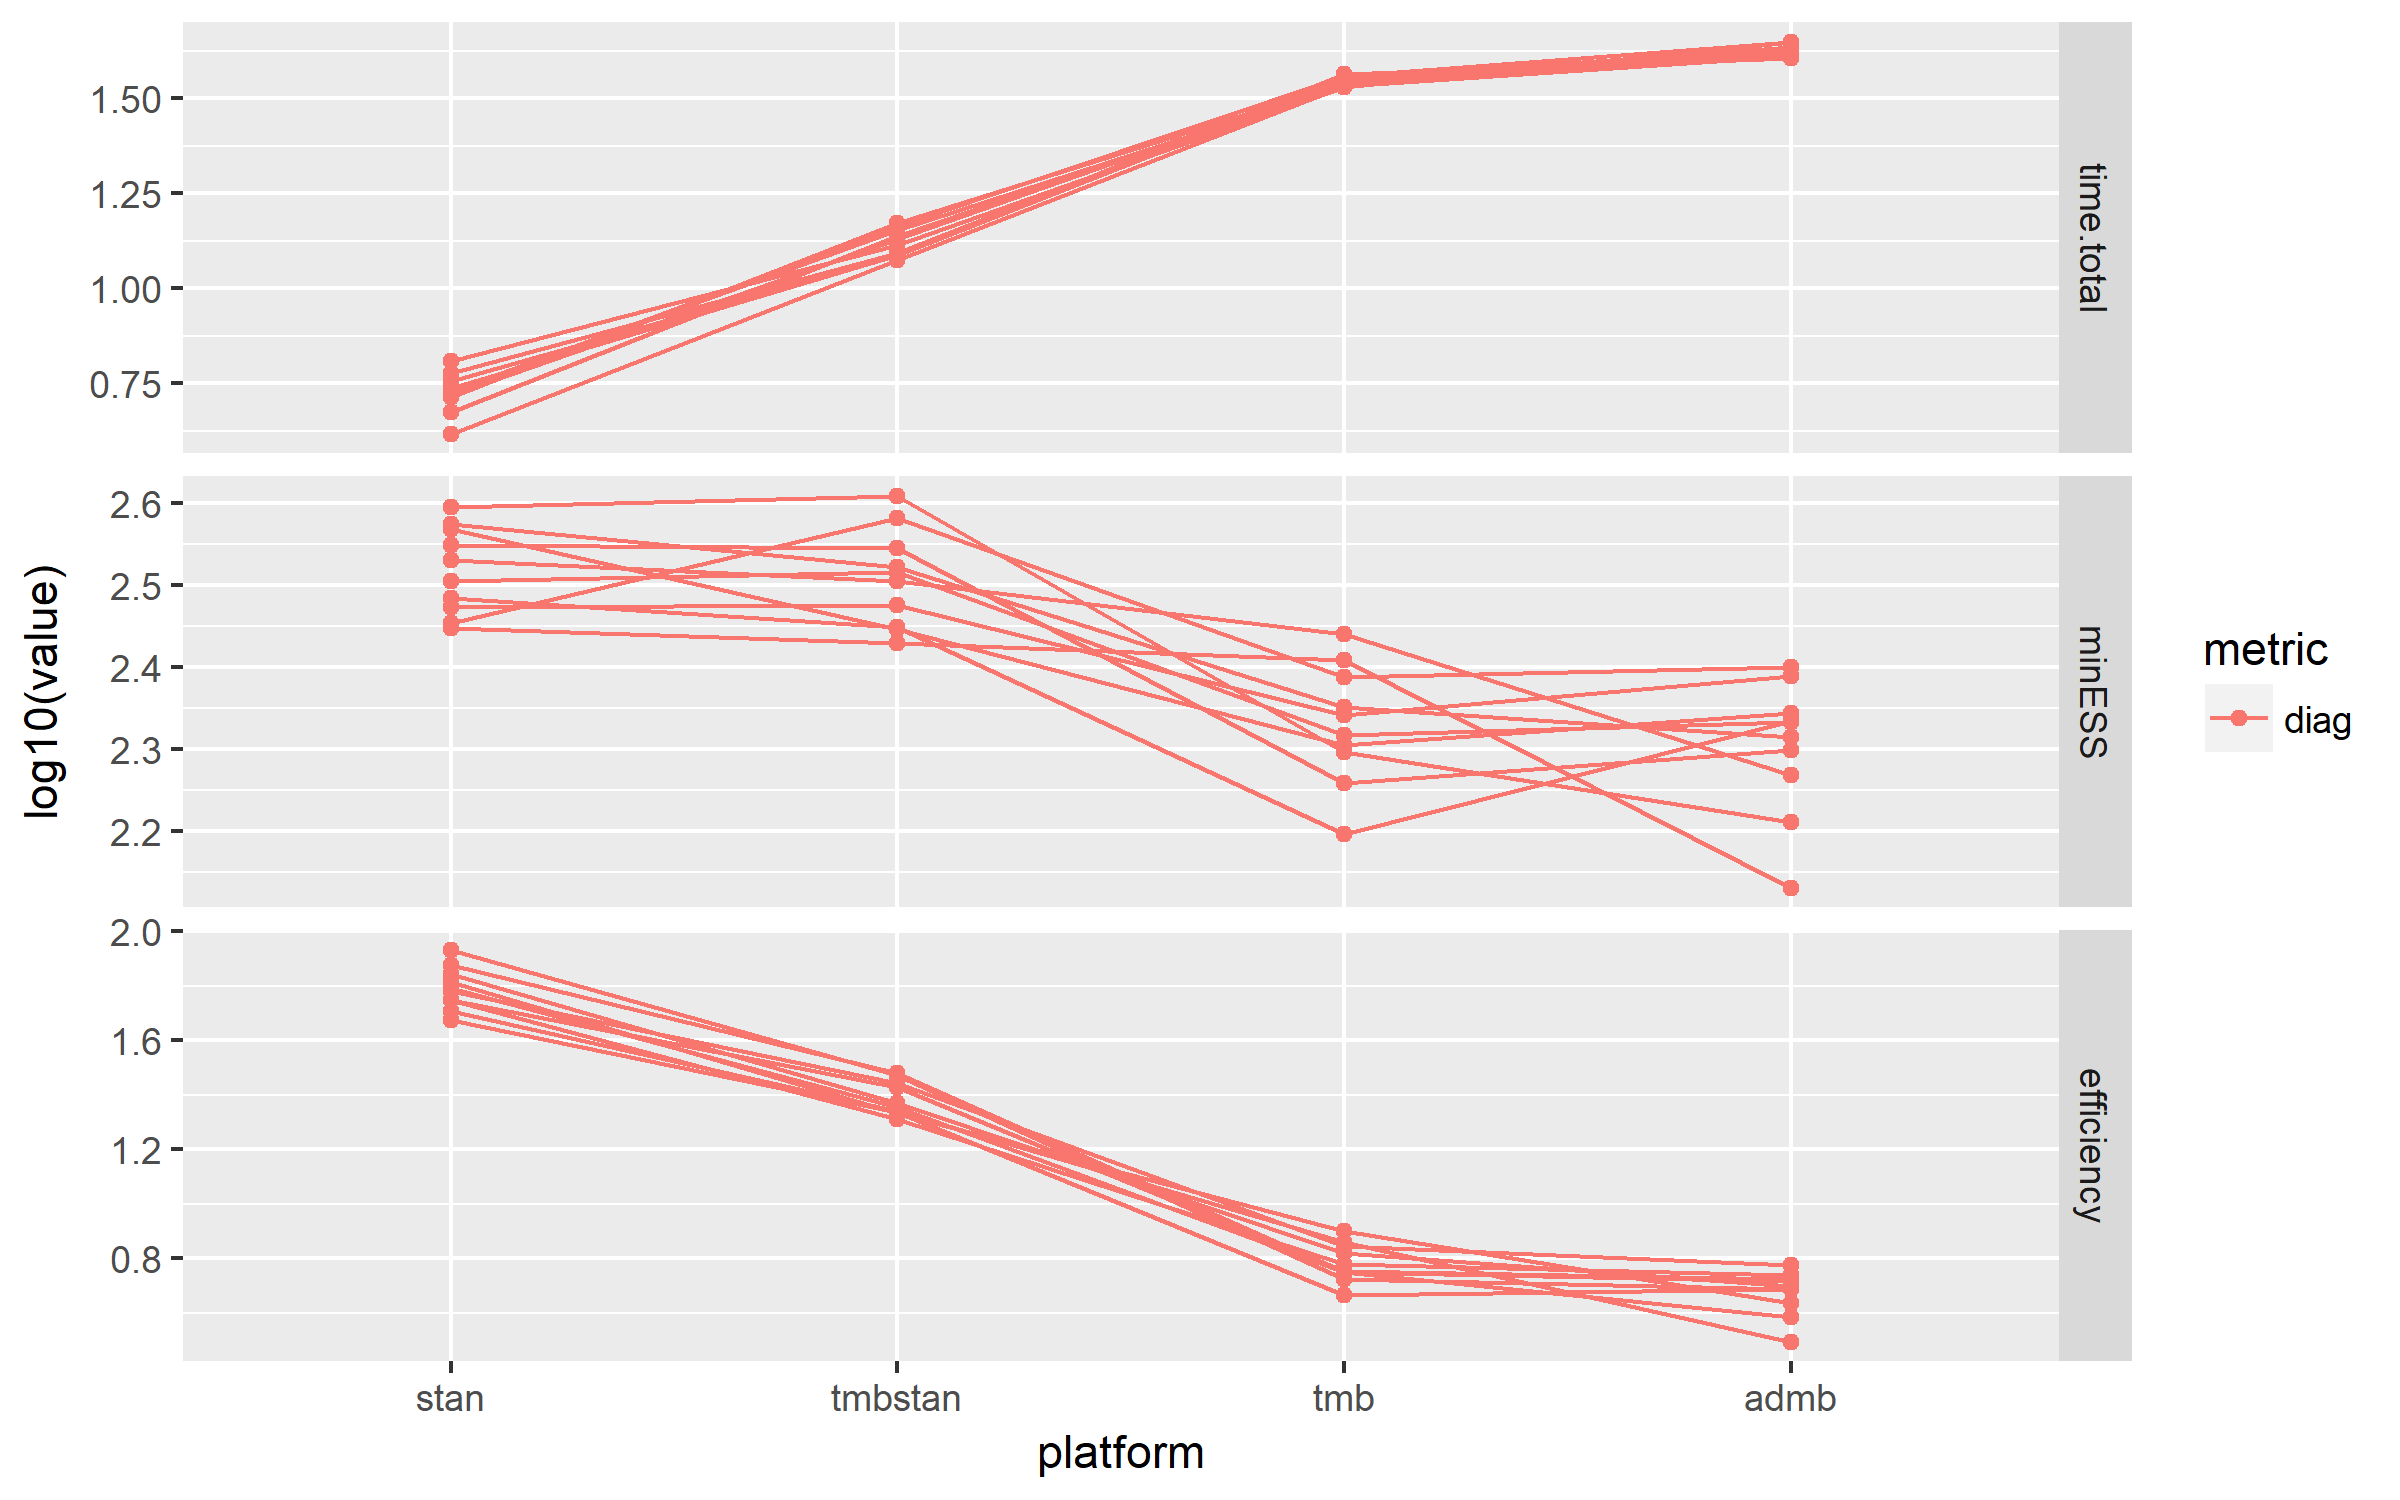 1.50
1.25
1.00
0.75
time.total
2.6
2.5
2.4
2.3
2.2
minESS
2.0
1.6
1.2
0.8
efficiency
log10(value)
stan tmbstan tmb admb
platform
metric
diag